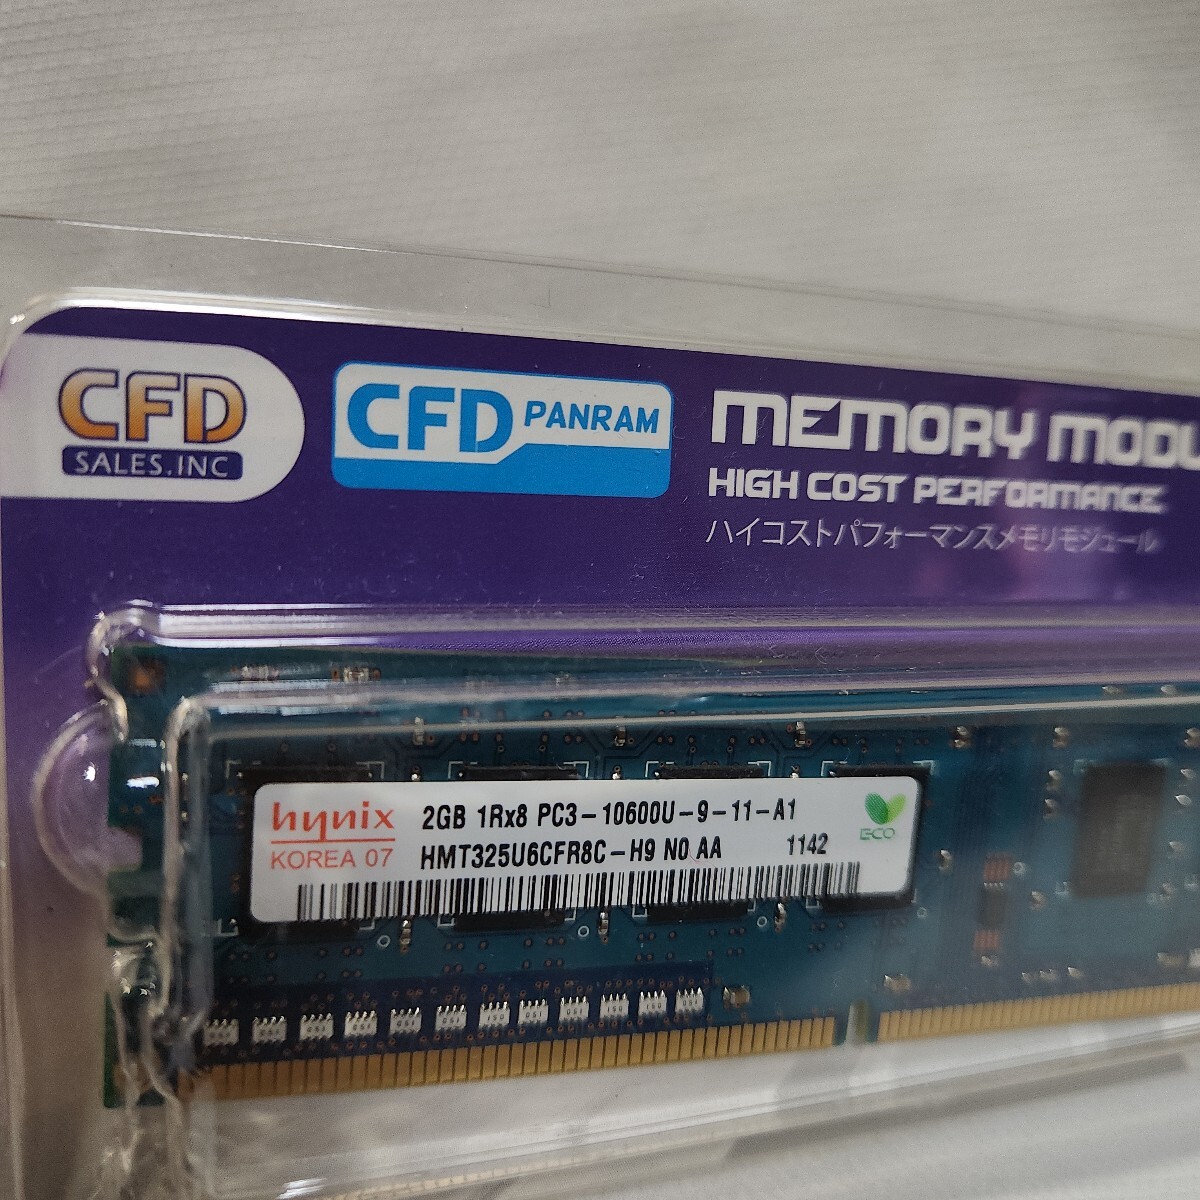 CFD
SALES.INC
CFD PANRAM
MEMORY MODU
HIGH COST PERFORMANCE
ハイコストパフォーマンスメモリモジュール
hynix
KOREA 07
2GB 1Rx8 PC3-10600U-9-11-A1
HMT325U6CFR8C-H9 N0 AA 1142
ECO